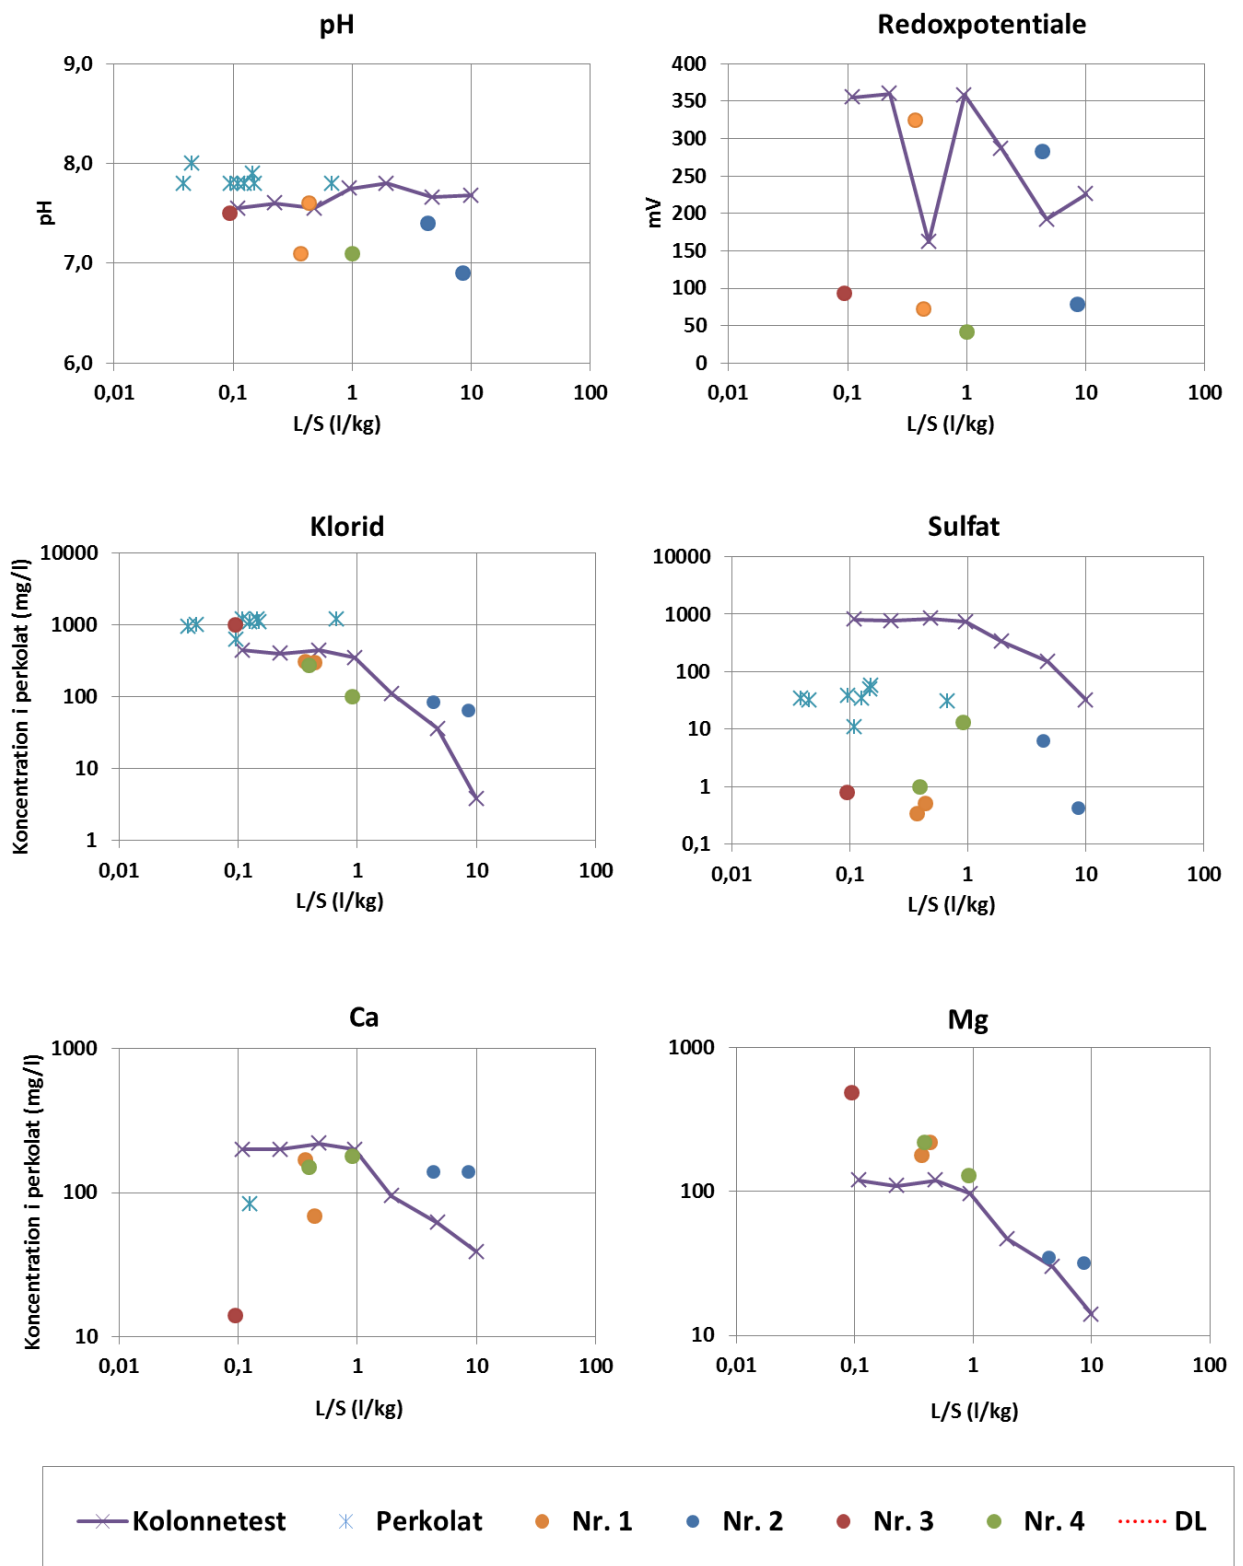 pH
9,0
8,0
7,0
6,0
pH
0,01 0,1 1 10 100
L/S (l/kg)
Redoxpotentiale
400
350
300
250
200
150
100
50
0
mV
0,01 0,1 1 10 100
L/S (l/kg)
Klorid
10000
1000
100
10
1
Koncentration i perkolat (mg/l)
0,01 0,1 1 10 100
L/S (l/kg)
Sulfat
10000
1000
100
10
1
0,1
0,01 0,1 1 10 100
L/S (l/kg)
Ca
1000
100
10
Koncentration i perkolat (mg/l)
0,01 0,1 1 10 100
L/S (l/kg)
Mg
1000
100
10
0,01 0,1 1 10 100
L/S (l/kg)
Kolonnetest Perkolat Nr. 1 Nr. 2 Nr. 3 Nr. 4 DL